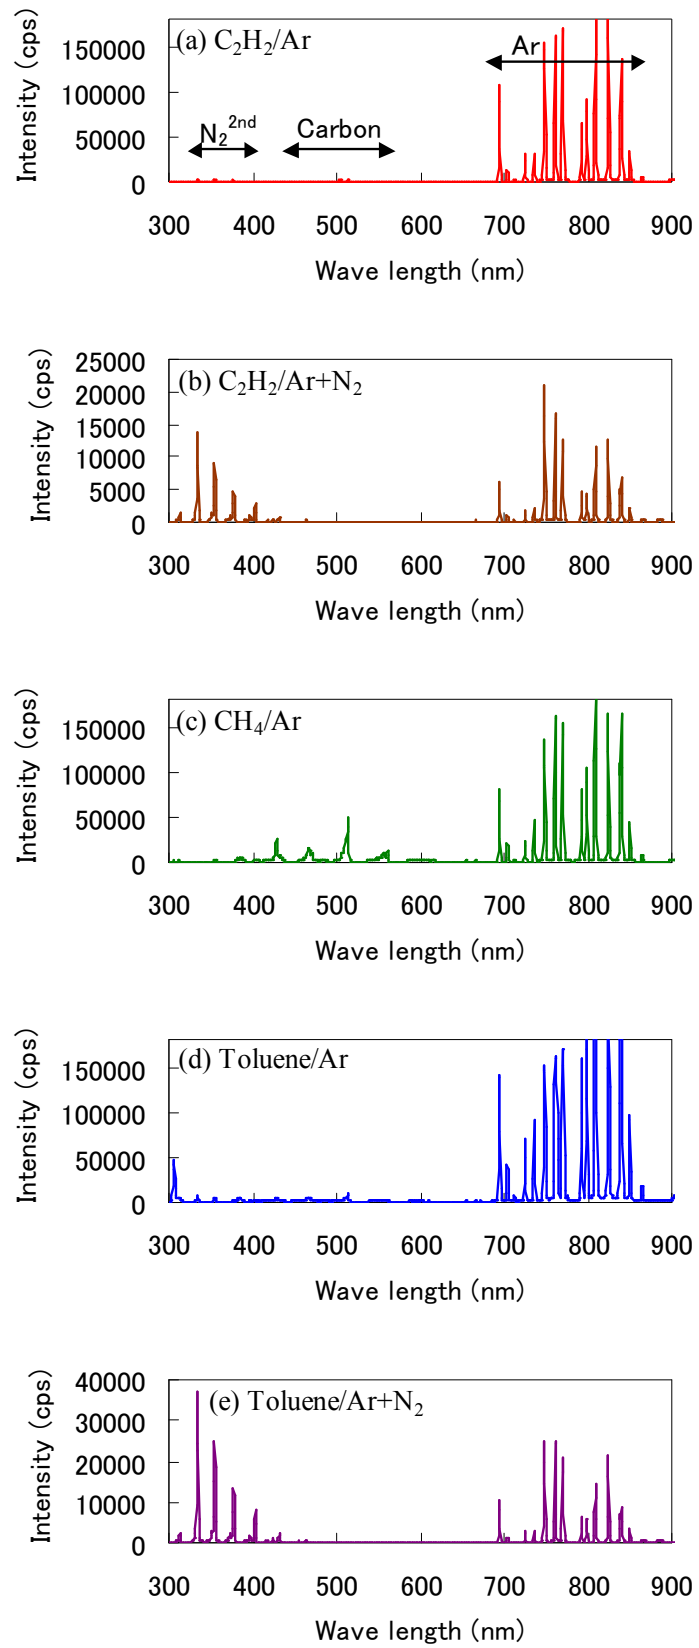 (a) C₂H₂/Ar
Ar
N₂²ⁿᵈ
Carbon
Intensity (cps)
150000
100000
50000
0
300 400 500 600 700 800 900
Wave length (nm)
(b) C₂H₂/Ar+N₂
Intensity (cps)
25000
20000
15000
10000
5000
0
300 400 500 600 700 800 900
Wave length (nm)
(c) CH₄/Ar
Intensity (cps)
150000
100000
50000
0
300 400 500 600 700 800 900
Wave length (nm)
(d) Toluene/Ar
Intensity (cps)
150000
100000
50000
0
300 400 500 600 700 800 900
Wave length (nm)
(e) Toluene/Ar+N₂
Intensity (cps)
40000
30000
20000
10000
0
300 400 500 600 700 800 900
Wave length (nm)